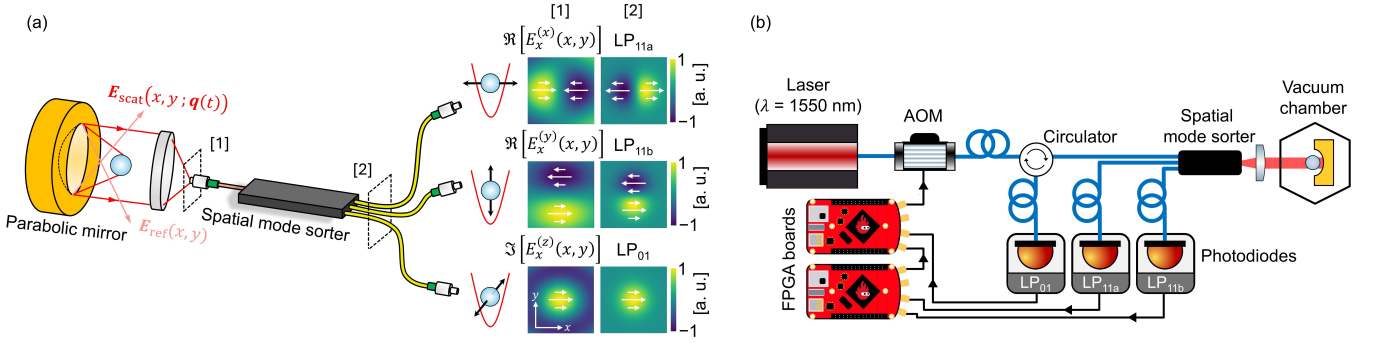 (a)
E_scat(x, y ; q(t))
[1]
[2]
Parabolic mirror
E_ref(x, y)
Spatial mode sorter
[1] [2]
ℜ[E_x^(x)(x, y)] LP_11a
1
[a. u.]
−1
ℜ[E_x^(y)(x, y)] LP_11b
1
[a. u.]
−1
ℑ[E_x^(z)(x, y)] LP_01
1
[a. u.]
−1
y
x
(b)
Laser
(λ = 1550 nm)
AOM
Circulator
Spatial
mode sorter
Vacuum
chamber
FPGA boards
LP_01
LP_11a
LP_11b
Photodiodes